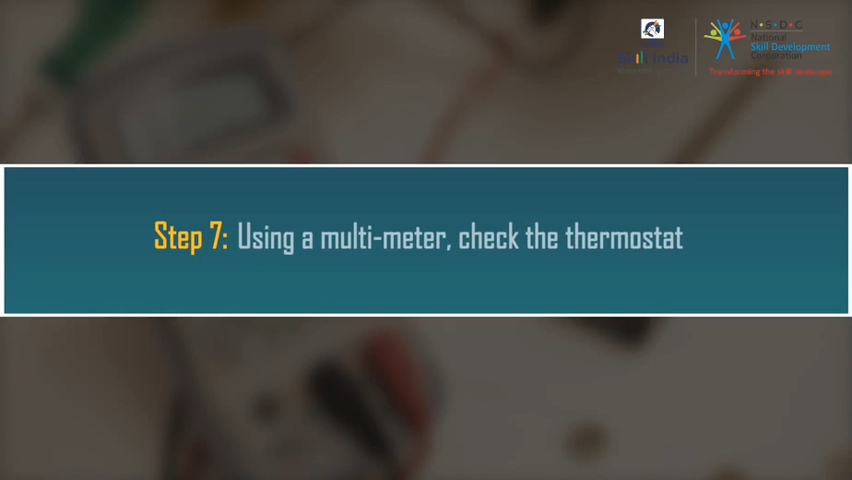 N·S·D·C
National
Skill India
Skill Development
Corporation
Transforming the skill landscape
Step 7: Using a multi-meter, check the thermostat